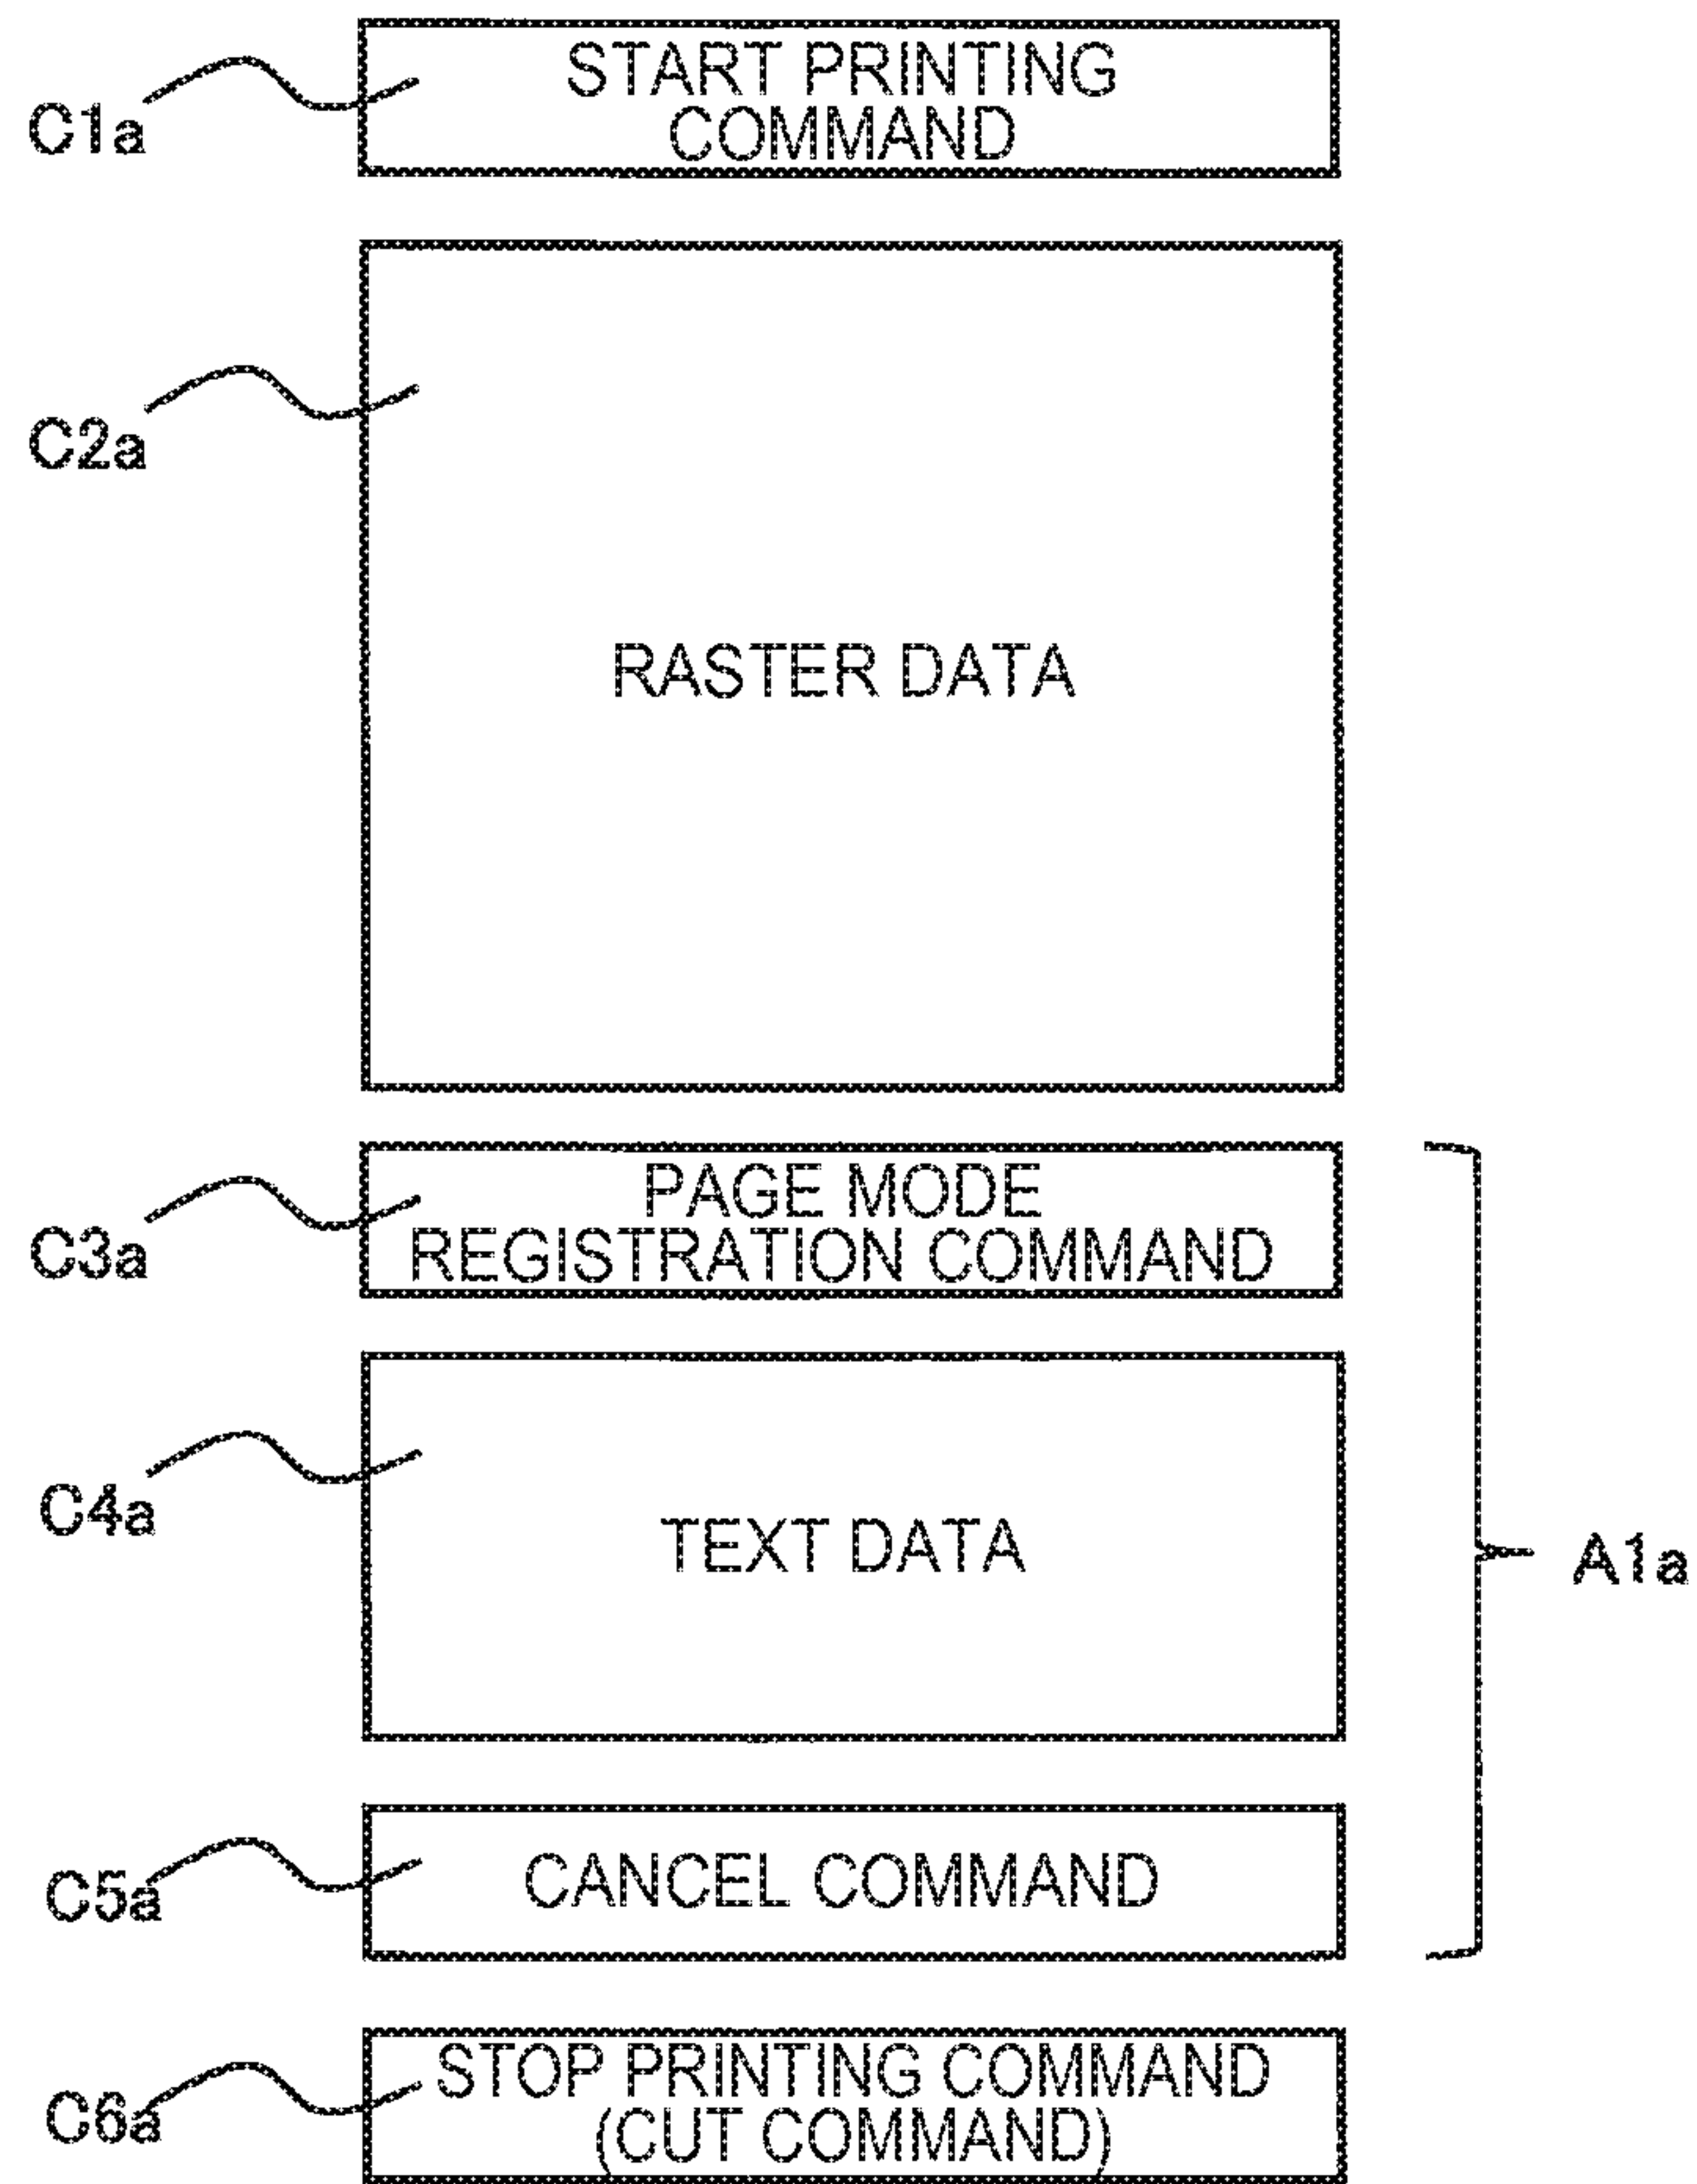 START PRINTING
COMMAND
C1a
C2a
RASTER DATA
PAGE MODE
REGISTRATION COMMAND
C3a
C4a
TEXT DATA
A1a
CANCEL COMMAND
C5a
STOP PRINTING COMMAND
(CUT COMMAND)
C6a